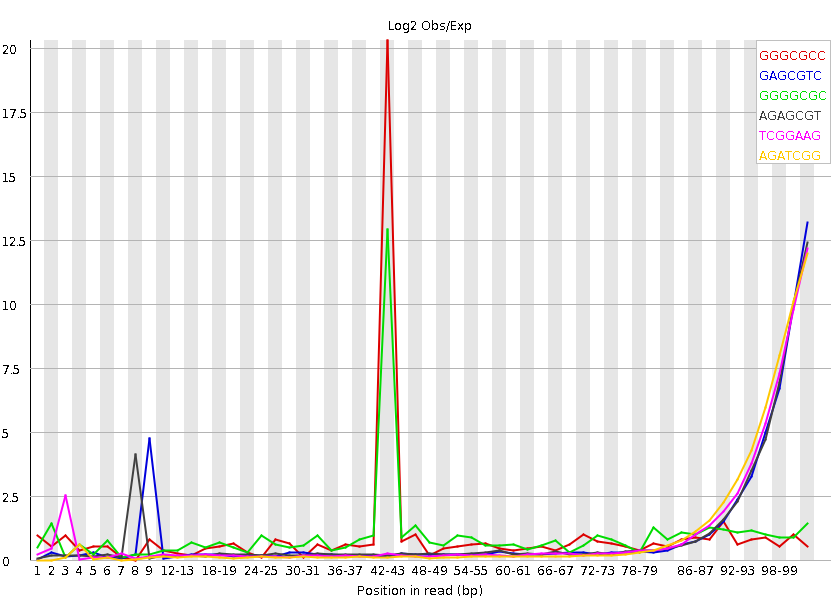 Log2 Obs/Exp
20
17.5
15
12.5
10
7.5
5
2.5
0
GGGCGCC
GAGCGTC
GGGGCGC
AGAGCGT
TCGGAAG
AGATCGG
1 2 3 4 5 6 7 8 9 12-13 18-19 24-25 30-31 36-37 42-43 48-49 54-55 60-61 66-67 72-73 78-79 86-87 92-93 98-99
Position in read (bp)